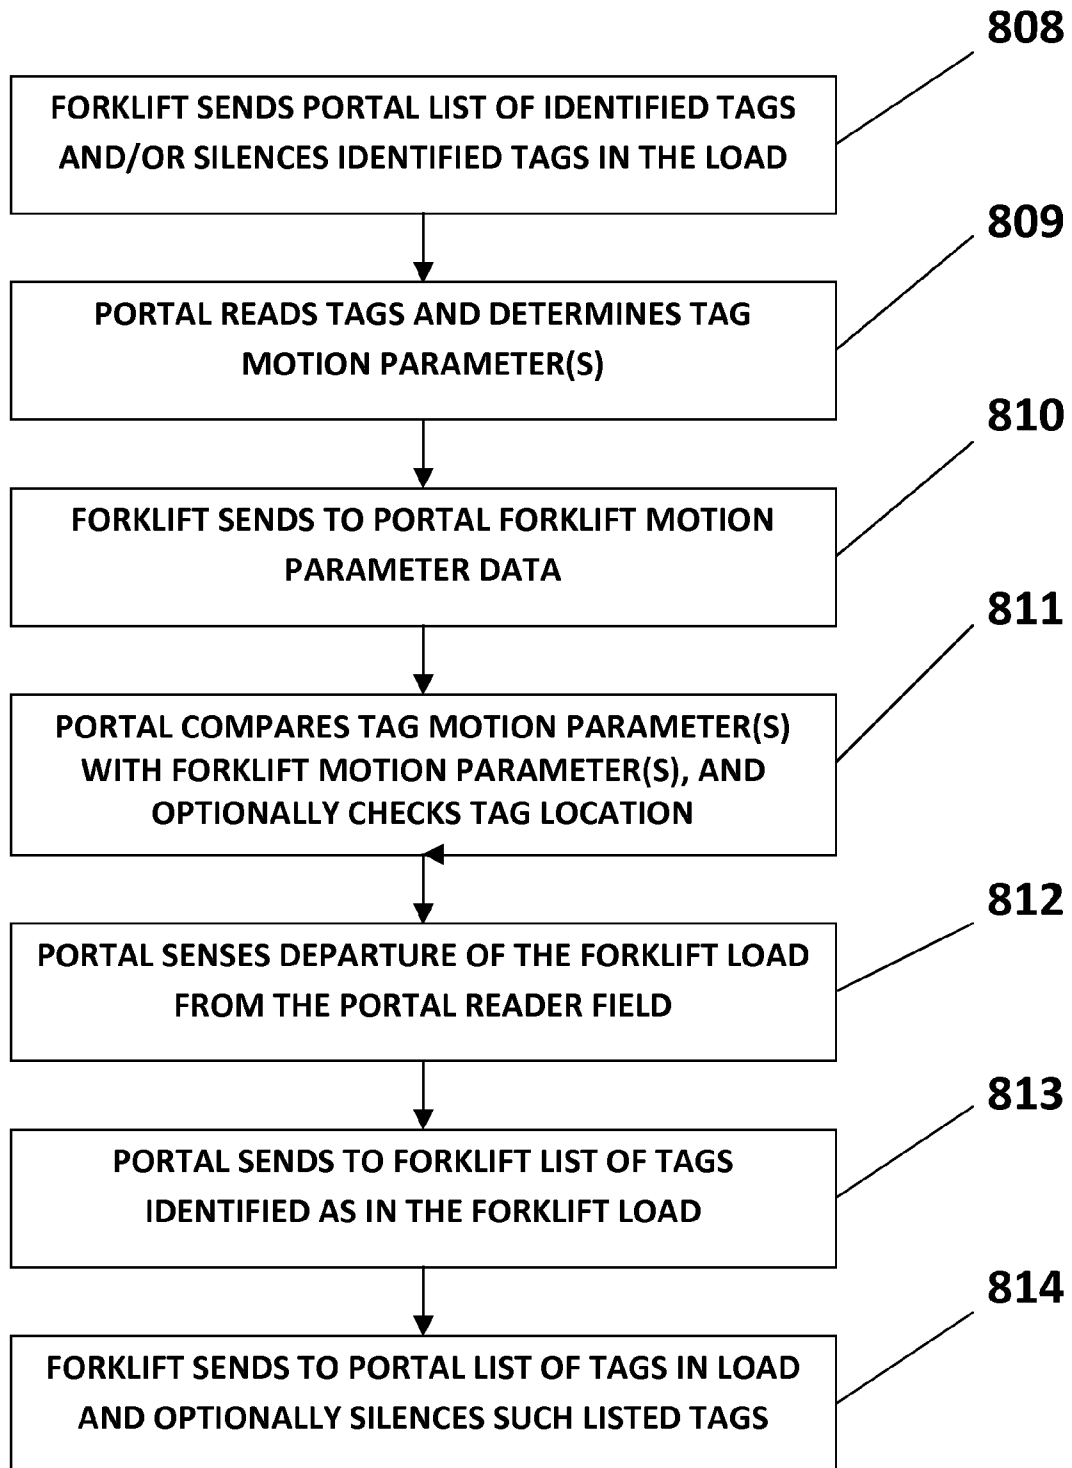 808
FORKLIFT SENDS PORTAL LIST OF IDENTIFIED TAGS
AND/OR SILENCES IDENTIFIED TAGS IN THE LOAD
809
PORTAL READS TAGS AND DETERMINES TAG
MOTION PARAMETER(S)
810
FORKLIFT SENDS TO PORTAL FORKLIFT MOTION
PARAMETER DATA
811
PORTAL COMPARES TAG MOTION PARAMETER(S)
WITH FORKLIFT MOTION PARAMETER(S), AND
OPTIONALLY CHECKS TAG LOCATION
812
PORTAL SENSES DEPARTURE OF THE FORKLIFT LOAD
FROM THE PORTAL READER FIELD
813
PORTAL SENDS TO FORKLIFT LIST OF TAGS
IDENTIFIED AS IN THE FORKLIFT LOAD
814
FORKLIFT SENDS TO PORTAL LIST OF TAGS IN LOAD
AND OPTIONALLY SILENCES SUCH LISTED TAGS